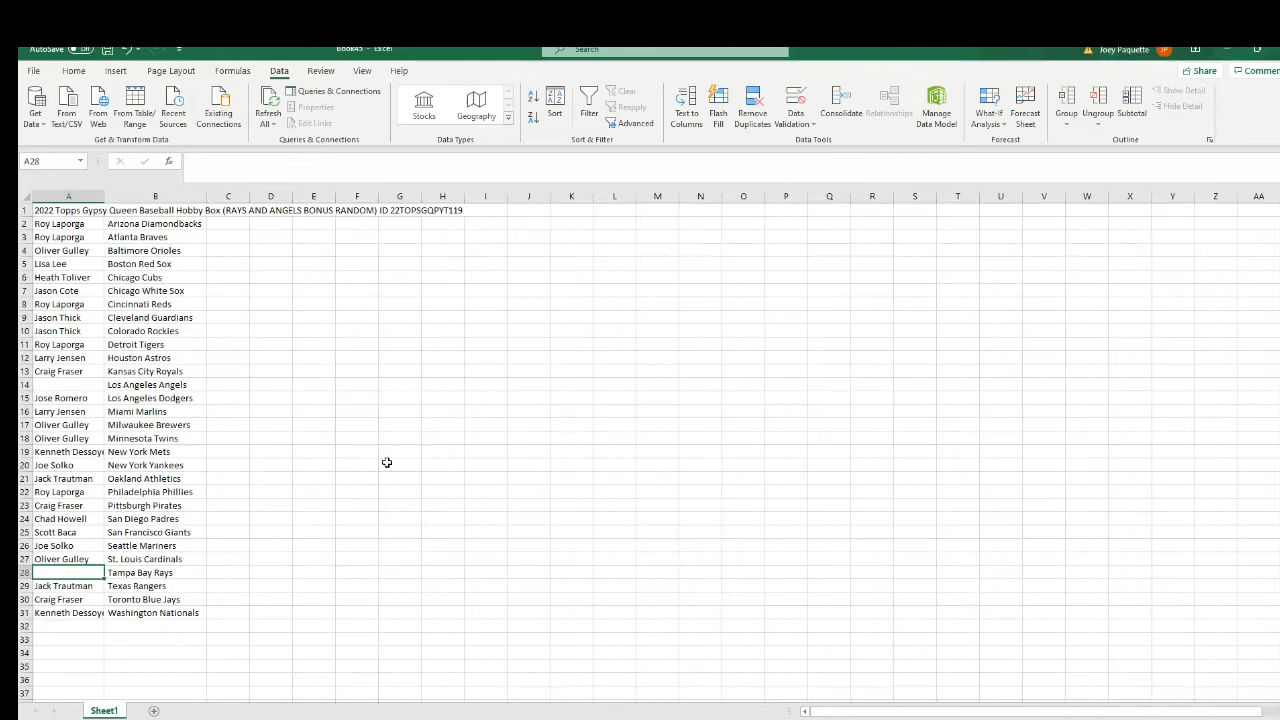 AutoSave Off Book43 - Excel Search Joey Paquette JP
File Home Insert Page Layout Formulas Data Review View Help Share
Get Data From Text/CSV From Web From Table/Range Recent Sources Existing Connections
Refresh All Queries & Connections Properties Edit Links
Stocks Geography
Sort Filter Clear Reapply Advanced
Text to Columns Flash Fill Remove Duplicates Data Validation Consolidate Relationships Manage Data Model
What-If Analysis Forecast Sheet
Group Ungroup Subtotal Show Detail Hide Detail
Get & Transform Data Queries & Connections Data Types Sort & Filter Data Tools Forecast Outline
A28 fx
A B C D E F G H I J K L M N O P Q R S T U V W X Y Z AA
1 2022 Topps Gypsy Queen Baseball Hobby Box (RAYS AND ANGELS BONUS RANDOM) ID 22TOPSGQPYT119
2 Roy Laporga Arizona Diamondbacks
3 Roy Laporga Atlanta Braves
4 Oliver Gulley Baltimore Orioles
5 Lisa Lee Boston Red Sox
6 Heath Toliver Chicago Cubs
7 Jason Cote Chicago White Sox
8 Roy Laporga Cincinnati Reds
9 Jason Thick Cleveland Guardians
10 Jason Thick Colorado Rockies
11 Roy Laporga Detroit Tigers
12 Larry Jensen Houston Astros
13 Craig Fraser Kansas City Royals
14 Los Angeles Angels
15 Jose Romero Los Angeles Dodgers
16 Larry Jensen Miami Marlins
17 Oliver Gulley Milwaukee Brewers
18 Oliver Gulley Minnesota Twins
19 Kenneth Dessoye New York Mets
20 Joe Solko New York Yankees
21 Jack Trautman Oakland Athletics
22 Roy Laporga Philadelphia Phillies
23 Craig Fraser Pittsburgh Pirates
24 Chad Howell San Diego Padres
25 Scott Baca San Francisco Giants
26 Joe Solko Seattle Mariners
27 Oliver Gulley St. Louis Cardinals
28 Tampa Bay Rays
29 Jack Trautman Texas Rangers
30 Craig Fraser Toronto Blue Jays
31 Kenneth Dessoye Washington Nationals
32
33
34
35
36
37
Sheet1